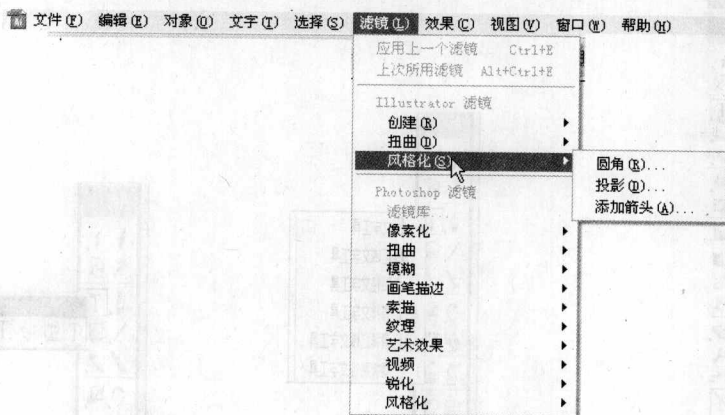 文件(F) 编辑(E) 对象(O) 文字(T) 选择(S) 滤镜(L) 效果(C) 视图(V) 窗口(W) 帮助(H)
应用上一个滤镜 Ctrl+E
上次所用滤镜 Alt+Ctrl+E
Illustrator 滤镜
创建(R)
扭曲(D)
风格化(S)
圆角(R)...
投影(D)...
添加箭头(A)...
Photoshop 滤镜
滤镜库...
像素化
扭曲
模糊
画笔描边
素描
纹理
艺术效果
视频
锐化
风格化